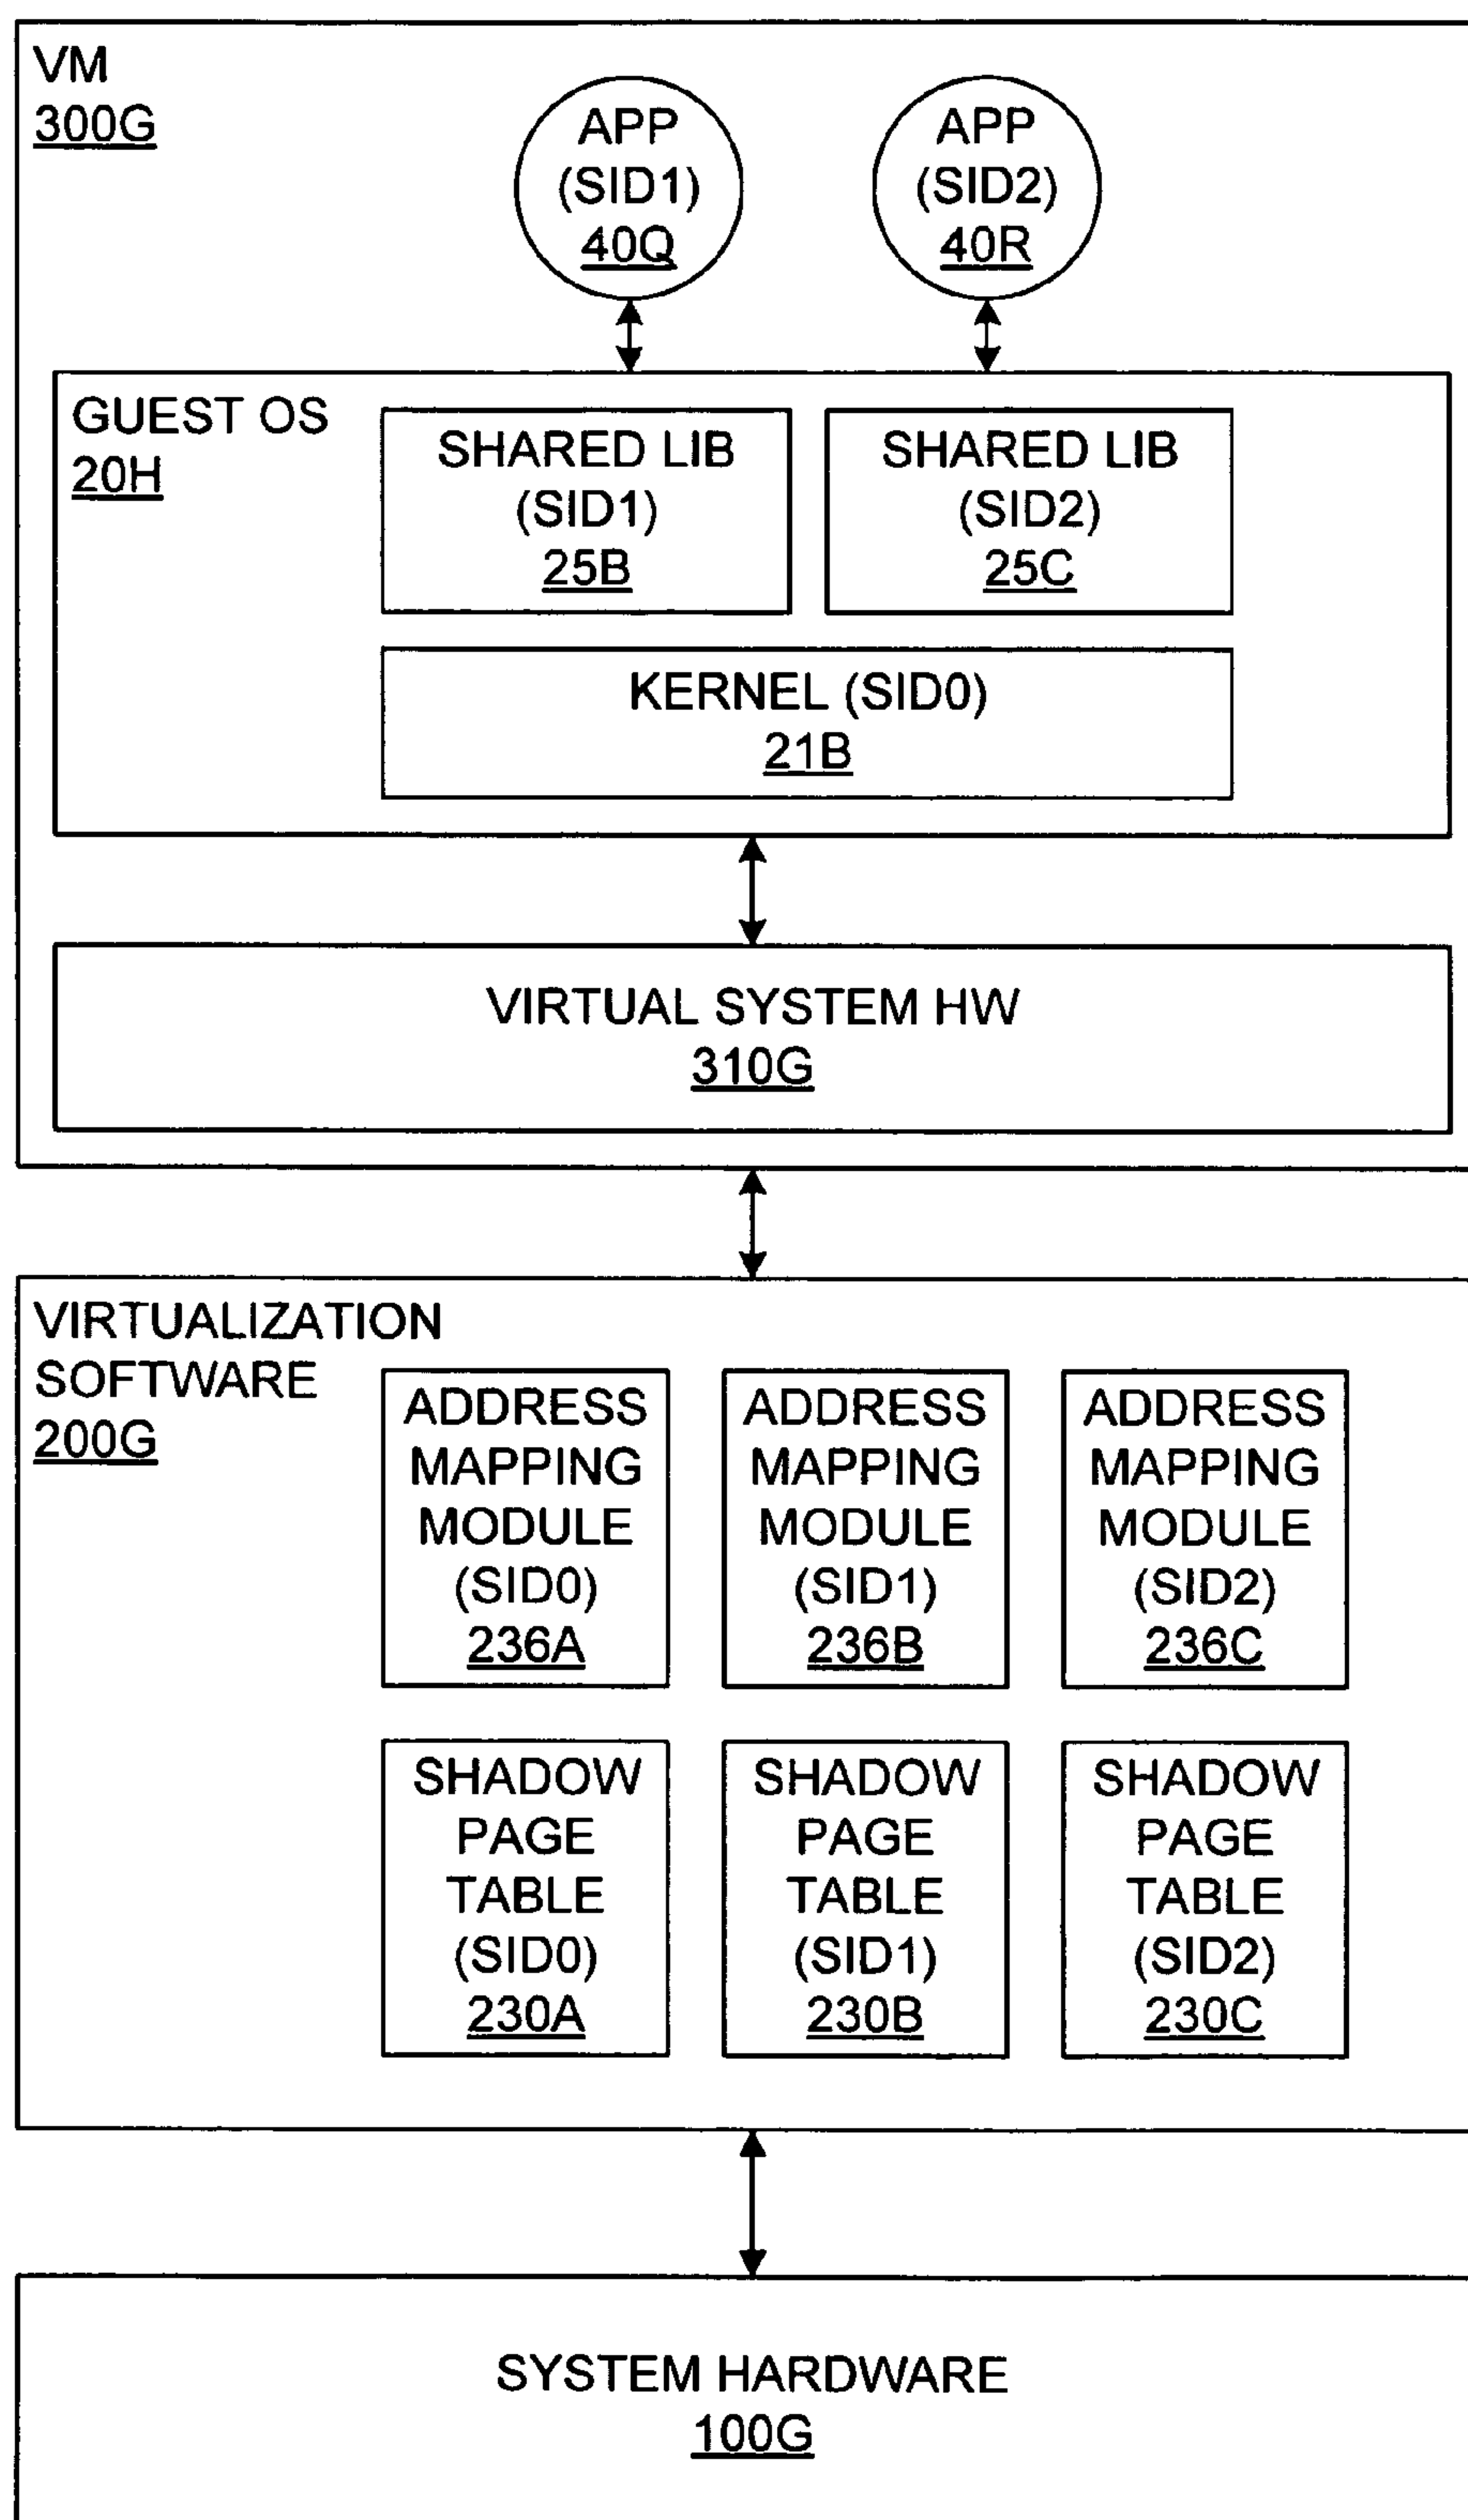 VM
300G
APP
(SID1)
40Q
APP
(SID2)
40R
GUEST OS
20H
SHARED LIB
(SID1)
25B
SHARED LIB
(SID2)
25C
KERNEL (SID0)
21B
VIRTUAL SYSTEM HW
310G
VIRTUALIZATION
SOFTWARE
200G
ADDRESS
MAPPING
MODULE
(SID0)
236A
ADDRESS
MAPPING
MODULE
(SID1)
236B
ADDRESS
MAPPING
MODULE
(SID2)
236C
SHADOW
PAGE
TABLE
(SID0)
230A
SHADOW
PAGE
TABLE
(SID1)
230B
SHADOW
PAGE
TABLE
(SID2)
230C
SYSTEM HARDWARE
100G